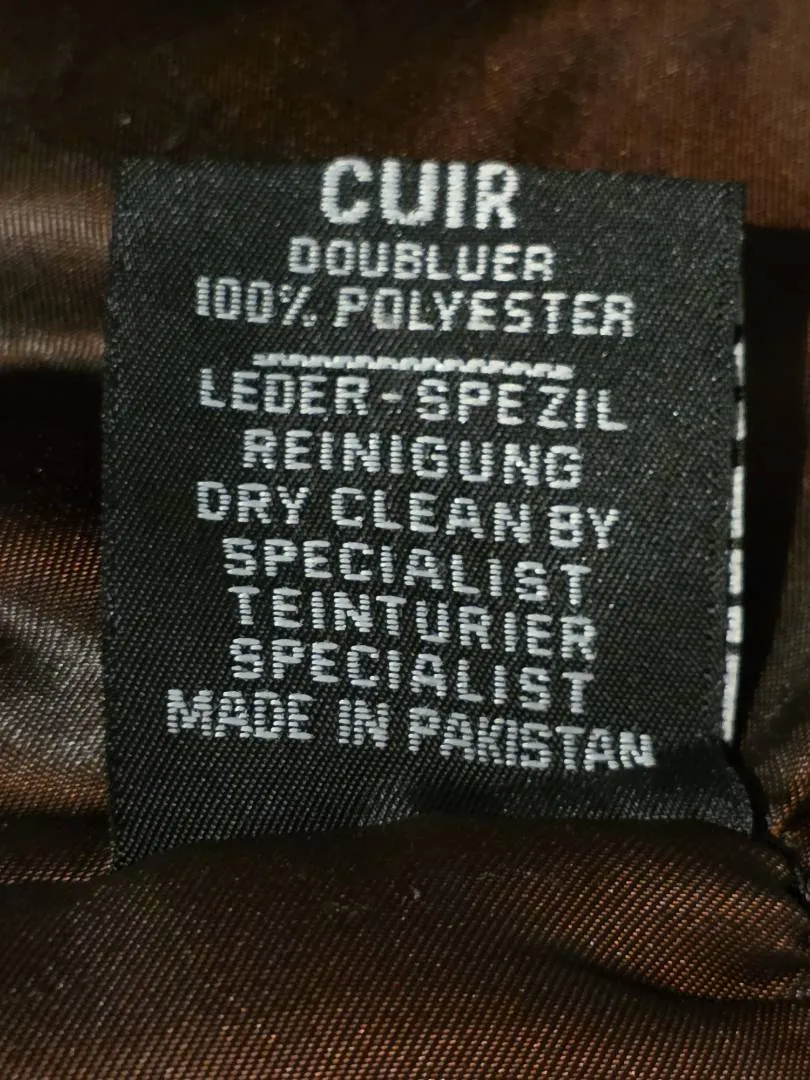 CUIR
DOUBLUER
100% POLYESTER
LEDER-SPEZIL
REINIGUNG
DRY CLEAN BY
SPECIALIST
TEINTURIER
SPECIALIST
MADE IN PAKISTAN